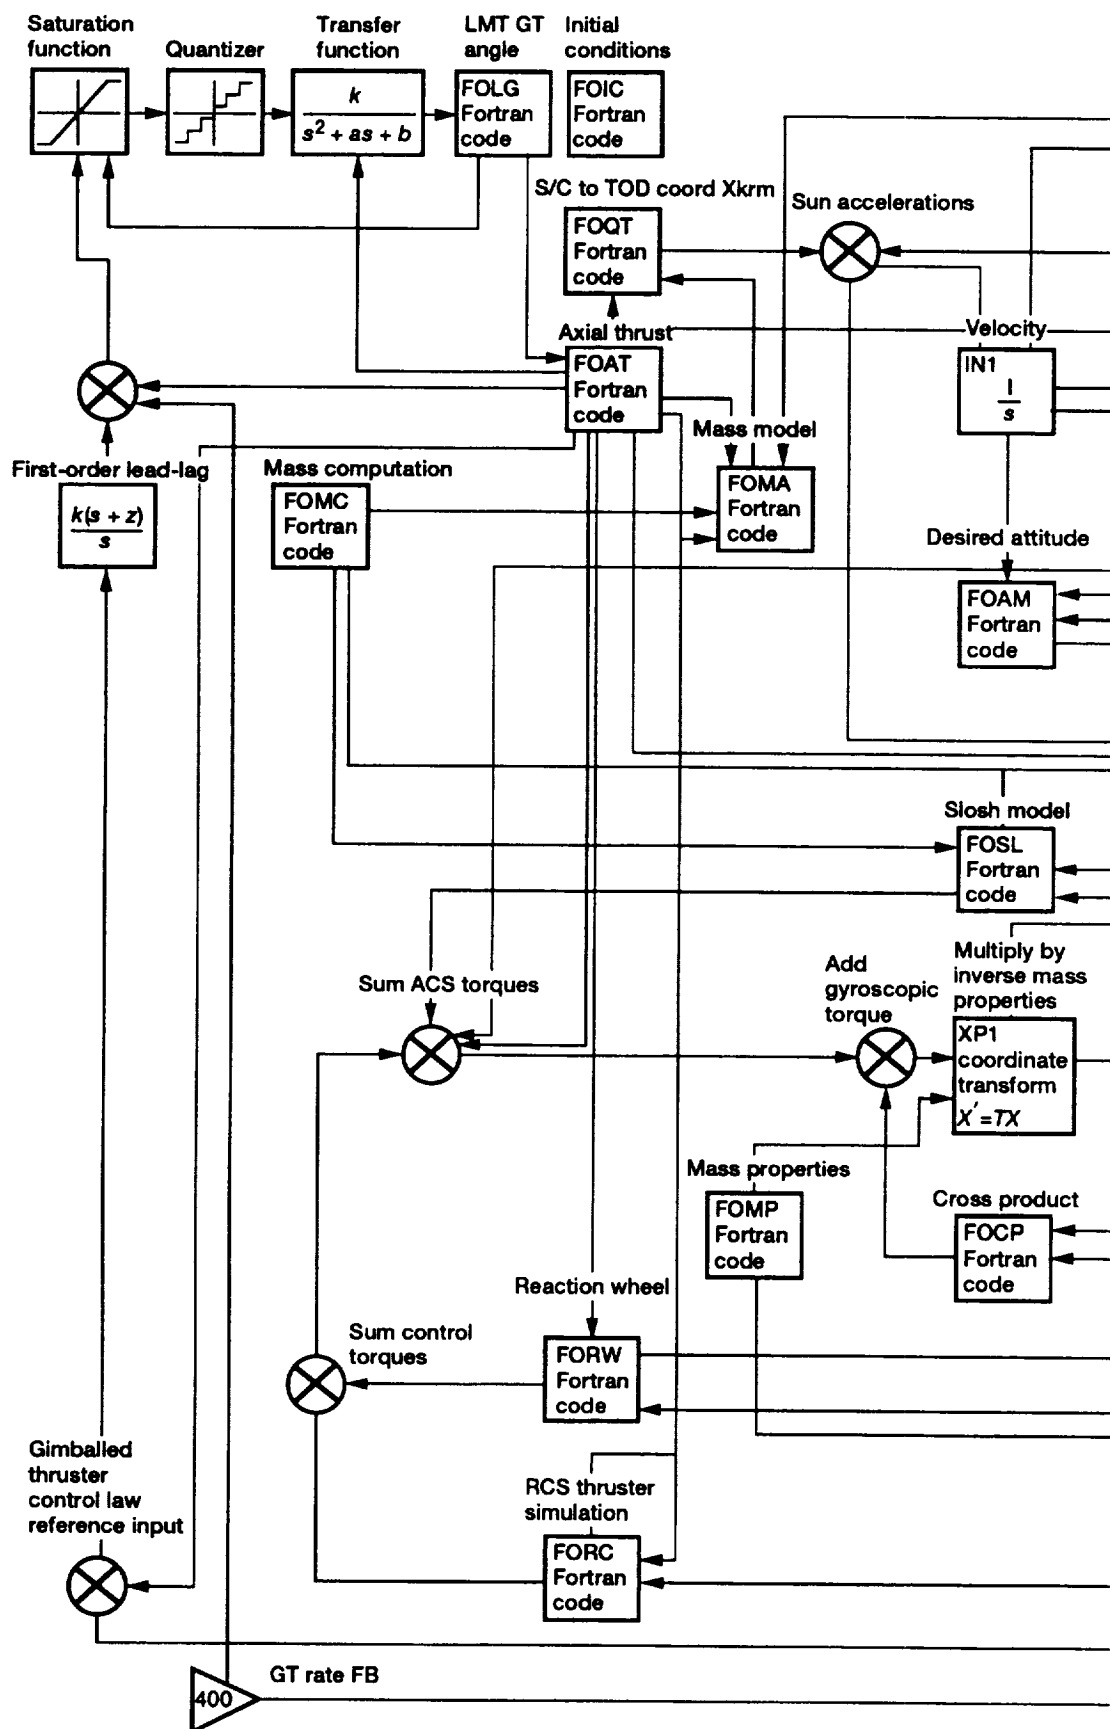 Saturation
function
Quantizer
Transfer
function
LMT GT
angle
Initial
conditions
k
s² + as + b
FOLG
Fortran
code
FOIC
Fortran
code
S/C to TOD coord Xkrm
FOQT
Fortran
code
Sun accelerations
Axial thrust
FOAT
Fortran
code
Velocity
IN1
1
s
Mass model
FOMA
Fortran
code
First-order lead-lag
k(s + z)
s
Mass computation
FOMC
Fortran
code
Desired attitude
FOAM
Fortran
code
Slosh model
FOSL
Fortran
code
Sum ACS torques
Add
gyroscopic
torque
Multiply by
inverse mass
properties
XP1
coordinate
transform
X' = TX
Mass properties
FOMP
Fortran
code
Cross product
FOCP
Fortran
code
Reaction wheel
FORW
Fortran
code
Sum control
torques
Gimballed
thruster
control law
reference input
RCS thruster
simulation
FORC
Fortran
code
GT rate FB
400